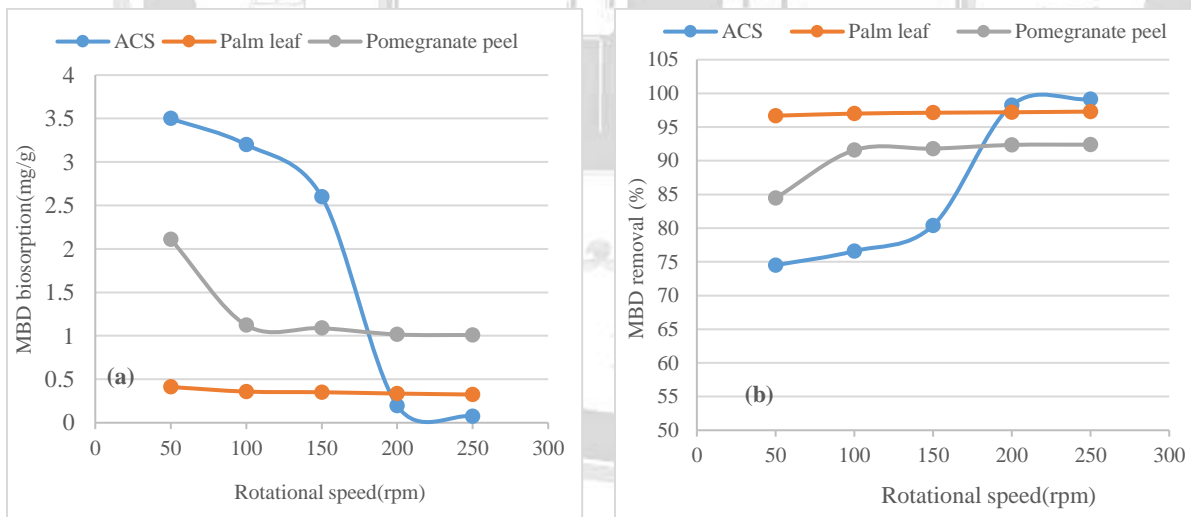 ACS Palm leaf Pomegranate peel
4
3.5
3
2.5
2
1.5
1
0.5
0
MBD biosorption(mg/g)
(a)
0 50 100 150 200 250 300
Rotational speed(rpm)
ACS Palm leaf Pomegranate peel
105
100
95
90
85
80
75
70
65
60
55
50
MBD removal (%)
(b)
0 50 100 150 200 250 300
Rotational speed(rpm)